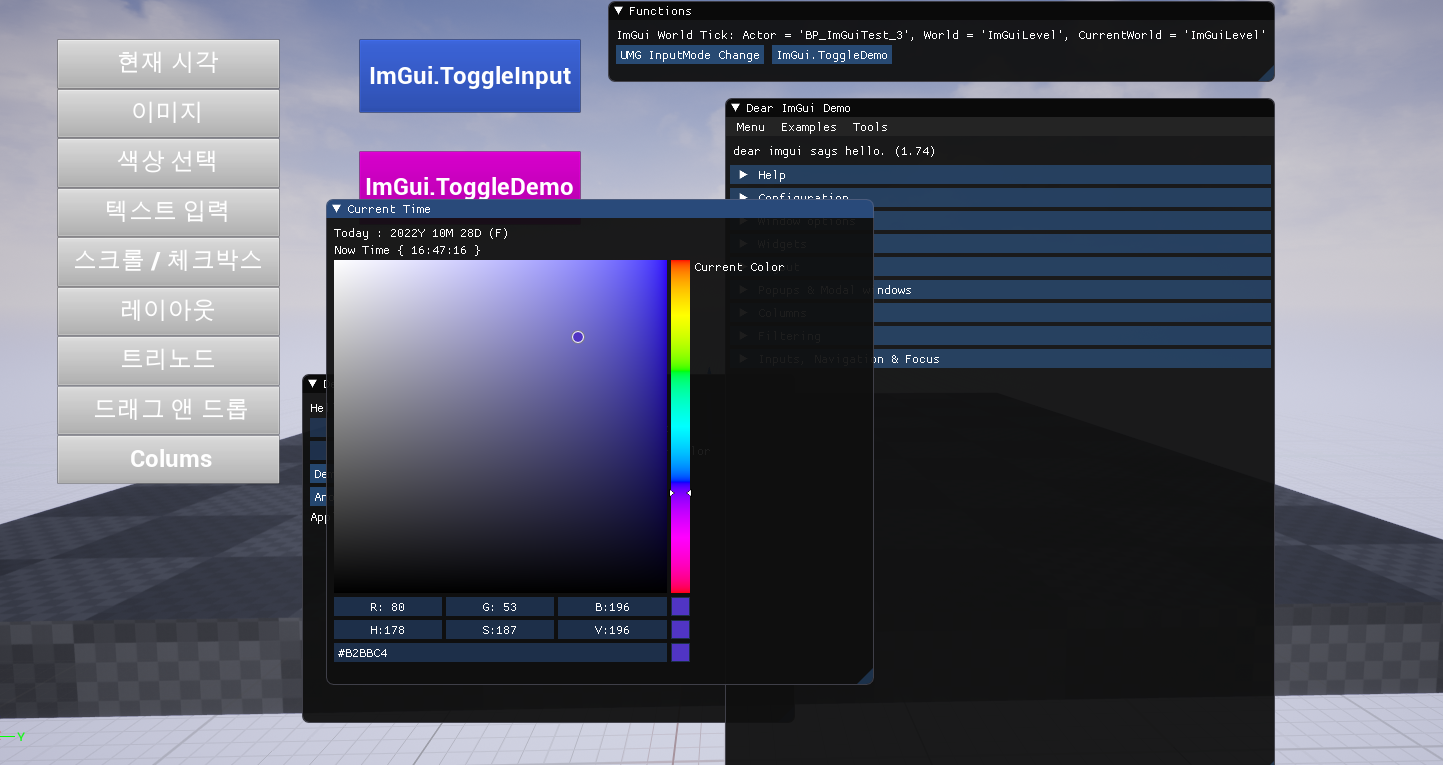 현재 시각
이미지
색상 선택
텍스트 입력
스크롤 / 체크박스
레이아웃
트리노드
드래그 앤 드롭
Colums
ImGui.ToggleInput
ImGui.ToggleDemo
Functions
ImGui World Tick: Actor = 'BP_ImGuiTest_3', World = 'ImGuiLevel', CurrentWorld = 'ImGuiLevel'
UMG InputMode Change ImGui.ToggleDemo
Dear ImGui Demo
Menu Examples Tools
dear imgui says hello. (1.74)
Help
Configuration
Window options
Widgets
Popups & Modal windows
Columns
Filtering
Inputs, Navigation & Focus
Current Time
Today : 2022Y 10M 28D (F)
Now Time { 16:47:16 }
Current Color
R: 80 G: 53 B:196
H:178 S:187 V:196
#B2BBC4
D
He
De
Ar
App
lor
Y